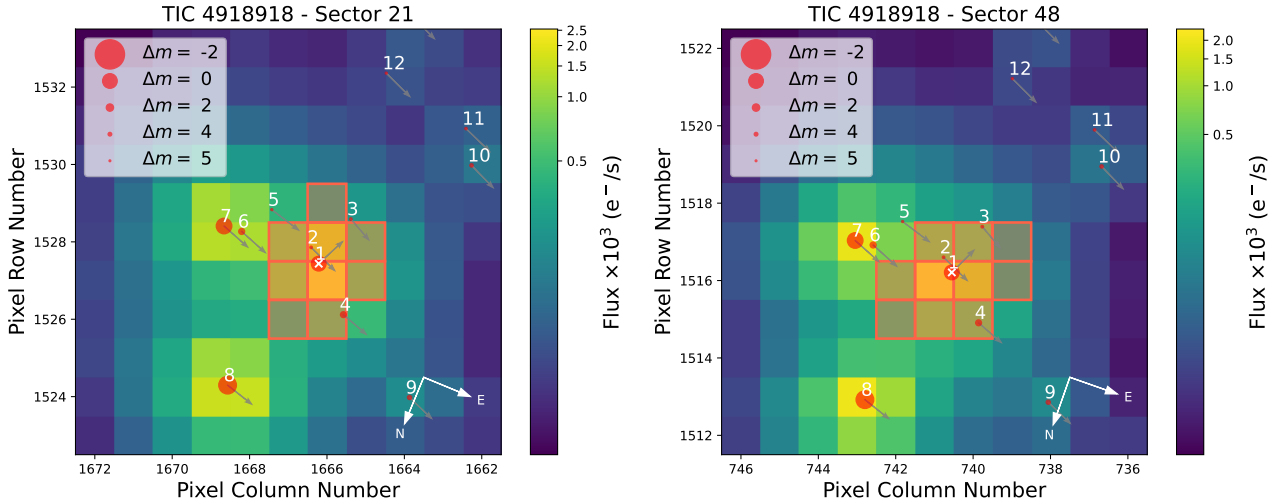 TIC 4918918 - Sector 21
Δm = -2
Δm = 0
Δm = 2
Δm = 4
Δm = 5
1532
1530
1528
1526
1524
Pixel Row Number
1672
1670
1668
1666
1664
1662
Pixel Column Number
1
2
3
4
5
6
7
8
9
10
11
12
E
N
2.5
2.0
1.5
1.0
0.5
Flux ×10³ (e⁻/s)
TIC 4918918 - Sector 48
Δm = -2
Δm = 0
Δm = 2
Δm = 4
Δm = 5
1522
1520
1518
1516
1514
1512
Pixel Row Number
746
744
742
740
738
736
Pixel Column Number
1
2
3
4
5
6
7
8
9
10
11
12
E
N
2.0
1.5
1.0
0.5
Flux ×10³ (e⁻/s)